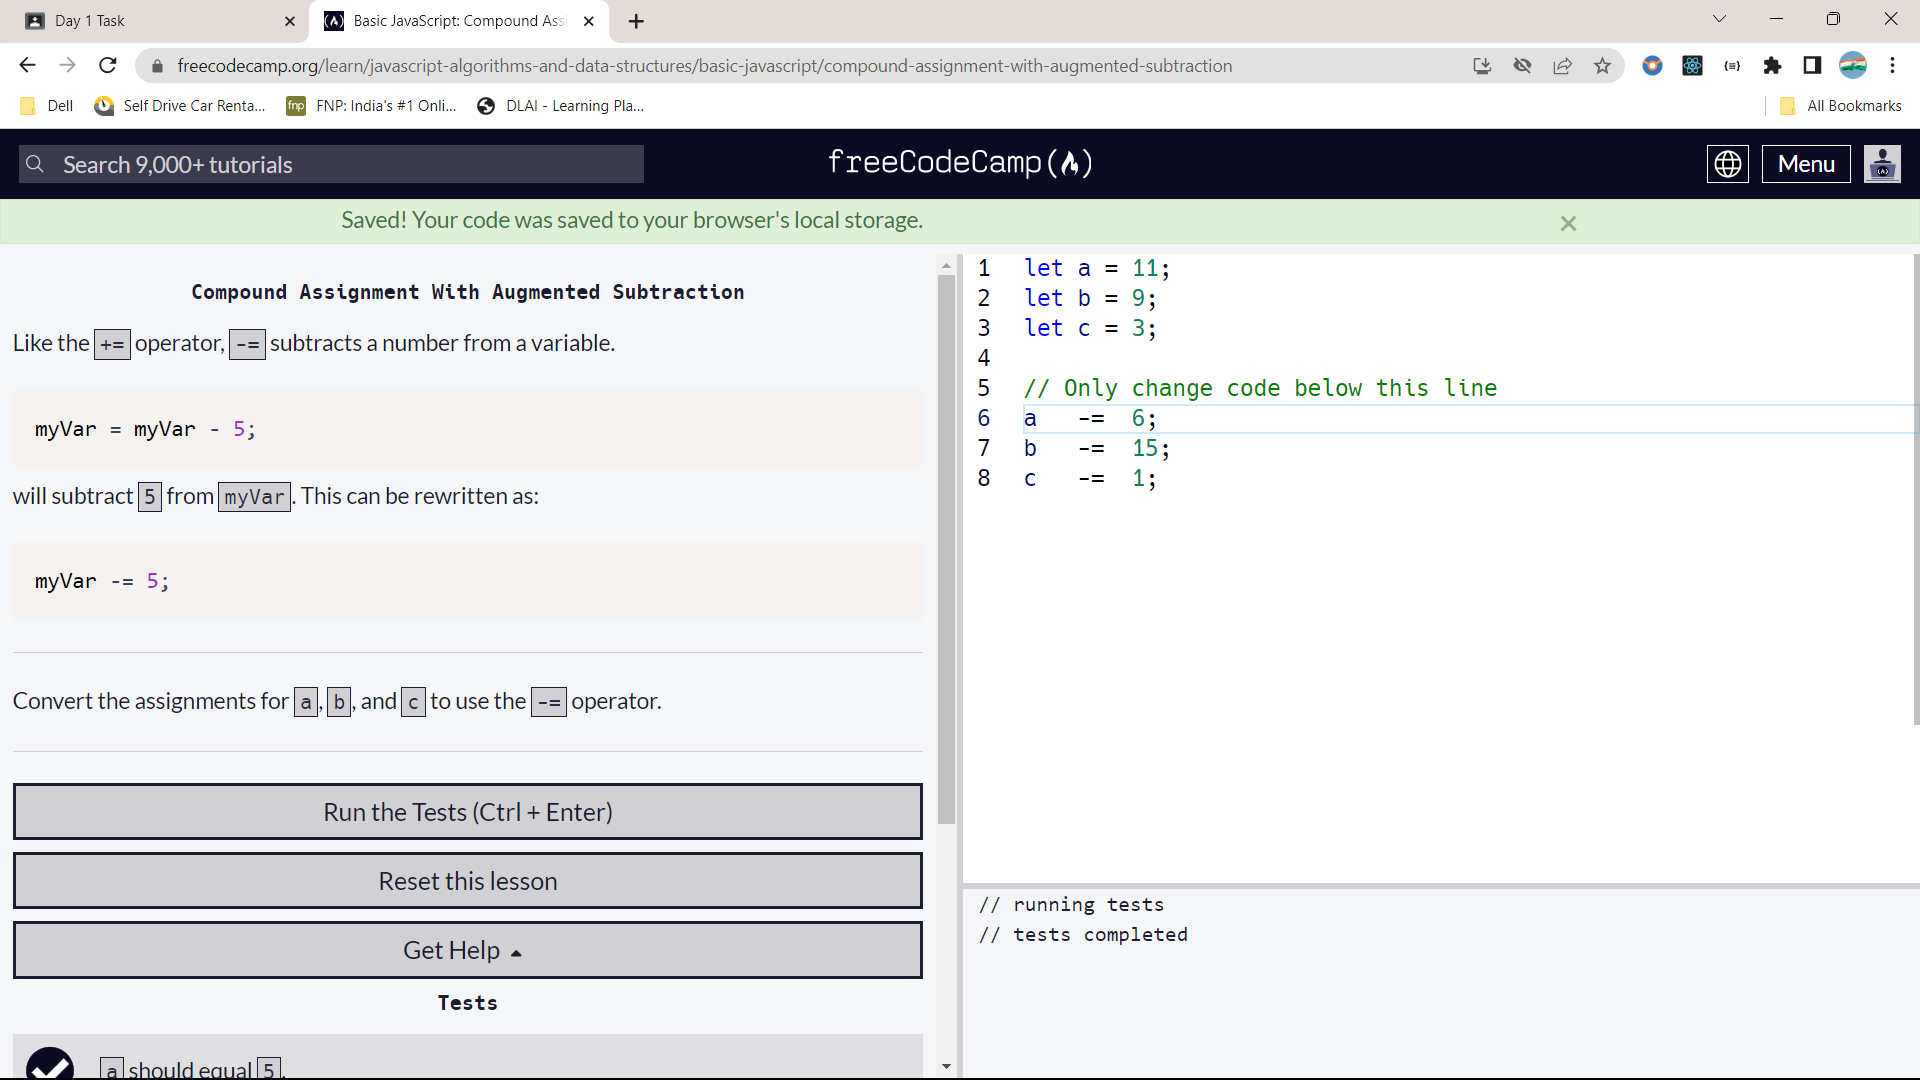 Day 1 Task
Basic JavaScript: Compound Ass
freecodecamp.org/learn/javascript-algorithms-and-data-structures/basic-javascript/compound-assignment-with-augmented-subtraction
Dell
Self Drive Car Renta...
fnp FNP: India's #1 Onli...
DLAI - Learning Pla...
All Bookmarks
Search 9,000+ tutorials
freeCodeCamp(🔥)
Menu
Saved! Your code was saved to your browser's local storage.
Compound Assignment With Augmented Subtraction
Like the += operator, -= subtracts a number from a variable.
myVar = myVar - 5;
will subtract 5 from myVar. This can be rewritten as:
myVar -= 5;
Convert the assignments for a, b, and c to use the -= operator.
Run the Tests (Ctrl + Enter)
Reset this lesson
Get Help
Tests
a should equal 5.
1 let a = 11;
2 let b = 9;
3 let c = 3;
4
5 // Only change code below this line
6 a -= 6;
7 b -= 15;
8 c -= 1;
// running tests
// tests completed